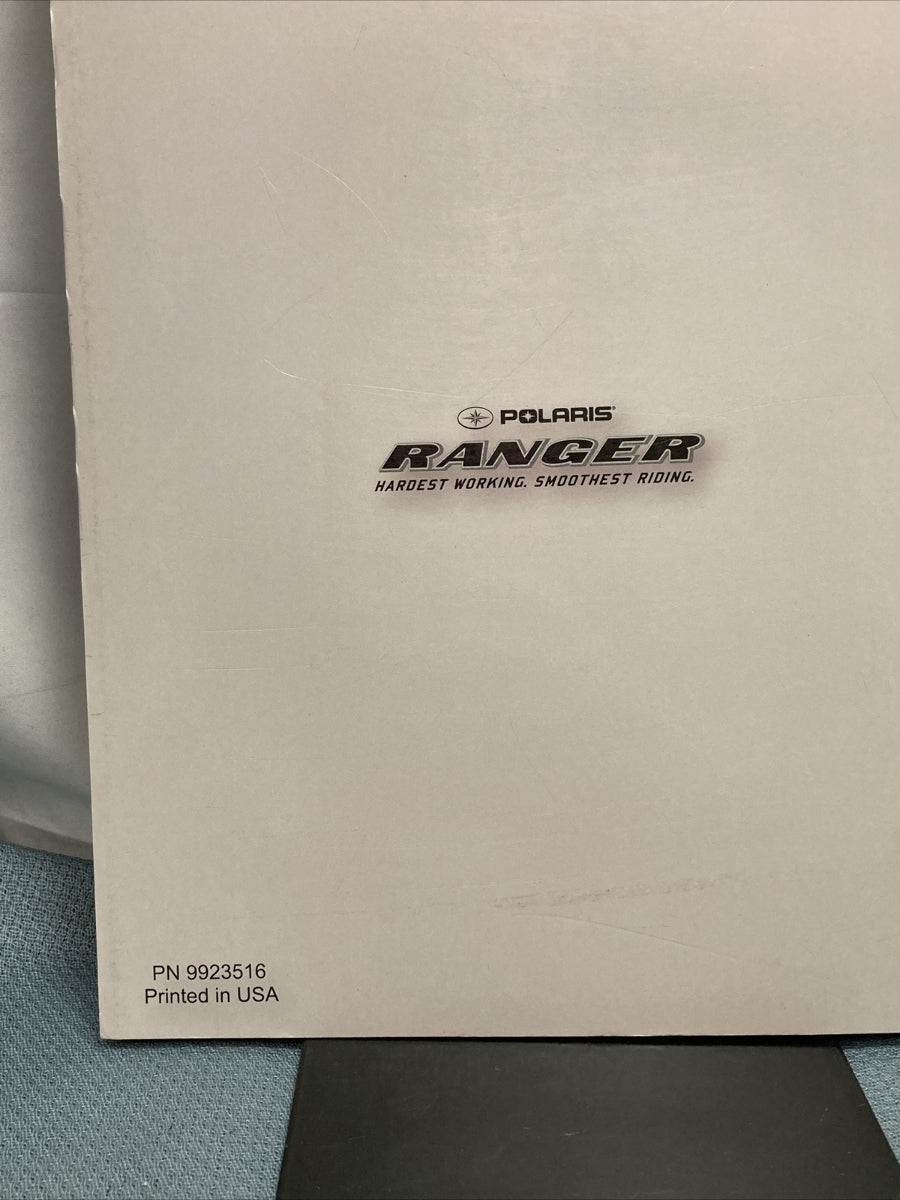 POLARIS®
RANGER
HARDEST WORKING. SMOOTHEST RIDING.
PN 9923516
Printed in USA